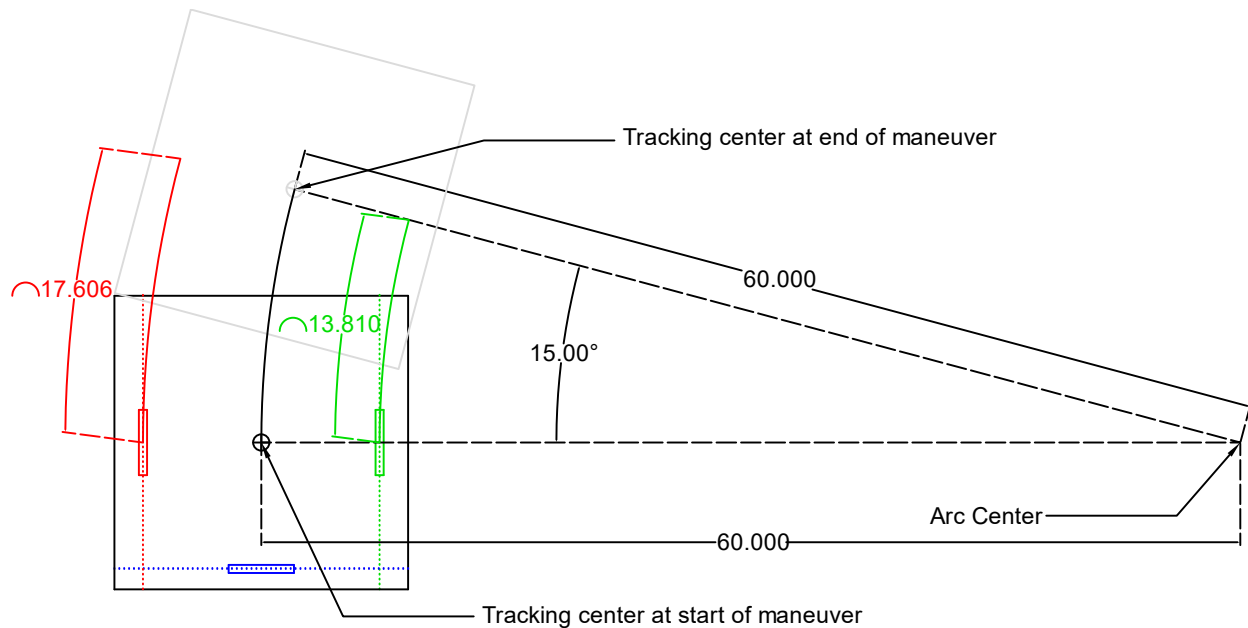 Tracking center at end of maneuver
60.000
⌒17.606
⌒13.810
15.00°
Arc Center
60.000
Tracking center at start of maneuver